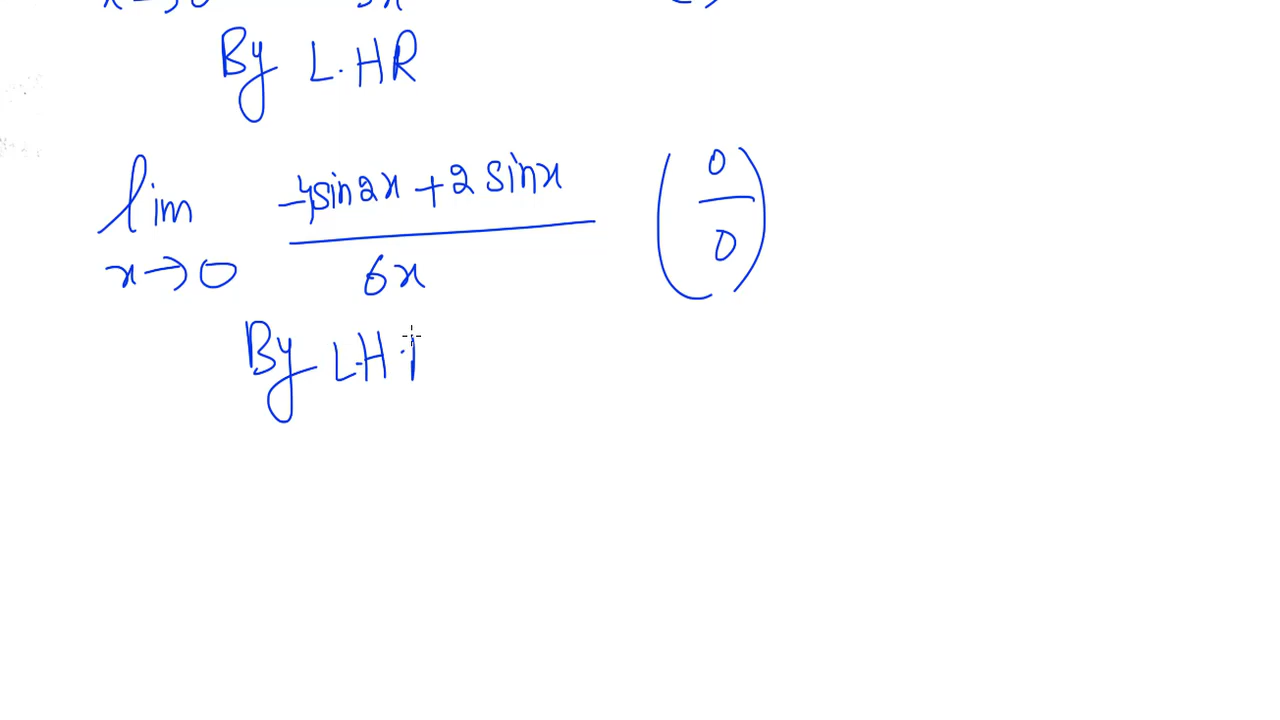 By L.HR
lim x→0 (-4sin2x + 2 sinx)/(6x) (0/0)
By L.H.